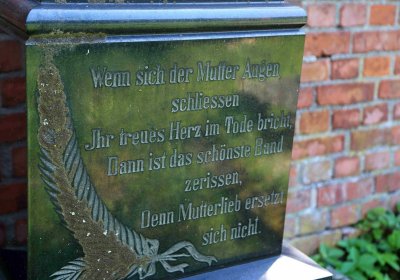 Wenn sich der Mutter Augen
schliessen
Jhr treues Herz im Tode bricht,
Dann ist das schönste Band
zerissen,
Denn Mutterlieb ersetzt
sich nicht.